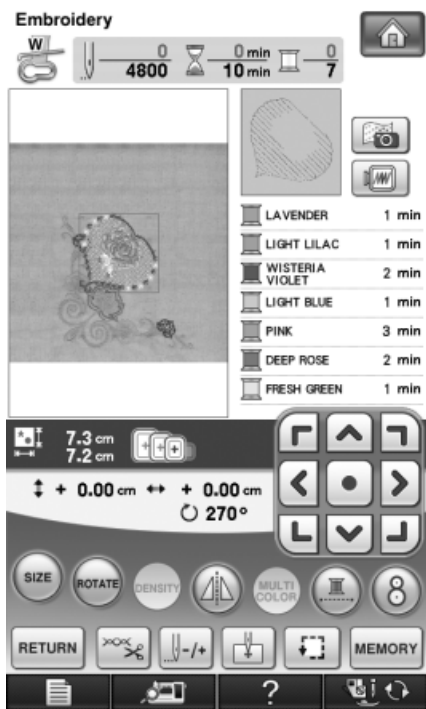 Embroidery
W
0
4800
0 min
10 min
0
7
LAVENDER 1 min
LIGHT LILAC 1 min
WISTERIA
VIOLET 2 min
LIGHT BLUE 1 min
PINK 3 min
DEEP ROSE 2 min
FRESH GREEN 1 min
7.3 cm
7.2 cm
+ 0.00 cm + 0.00 cm
270°
SIZE
ROTATE
DENSITY
MULTI
COLOR
8
RETURN
-/+
MEMORY
?